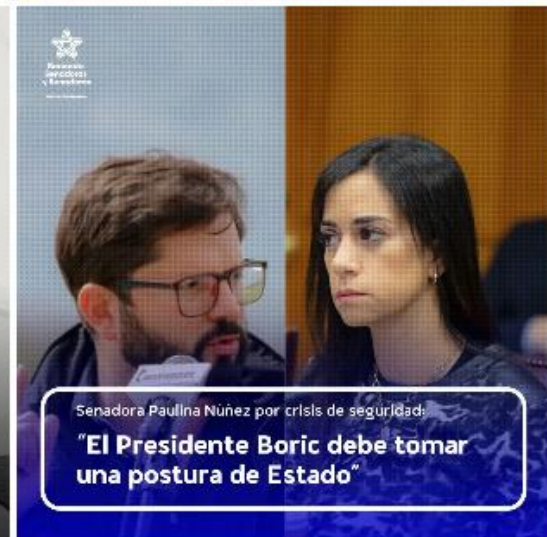 Senadora Paulina Núñez por crisis de seguridad:
"El Presidente Boric debe tomar
una postura de Estado"